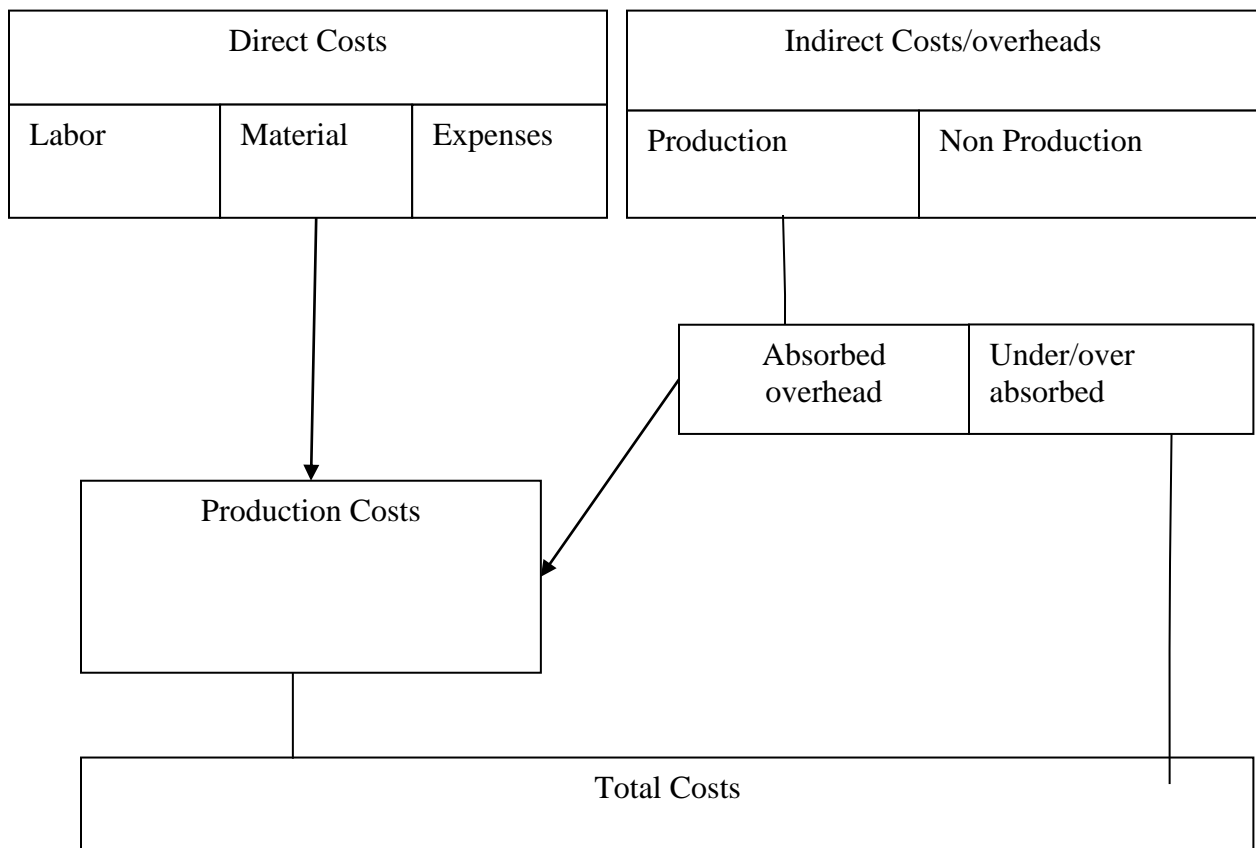 Direct Costs
Indirect Costs/overheads
Labor
Material
Expenses
Production
Non Production
Absorbed
overhead
Under/over
absorbed
Production Costs
Total Costs